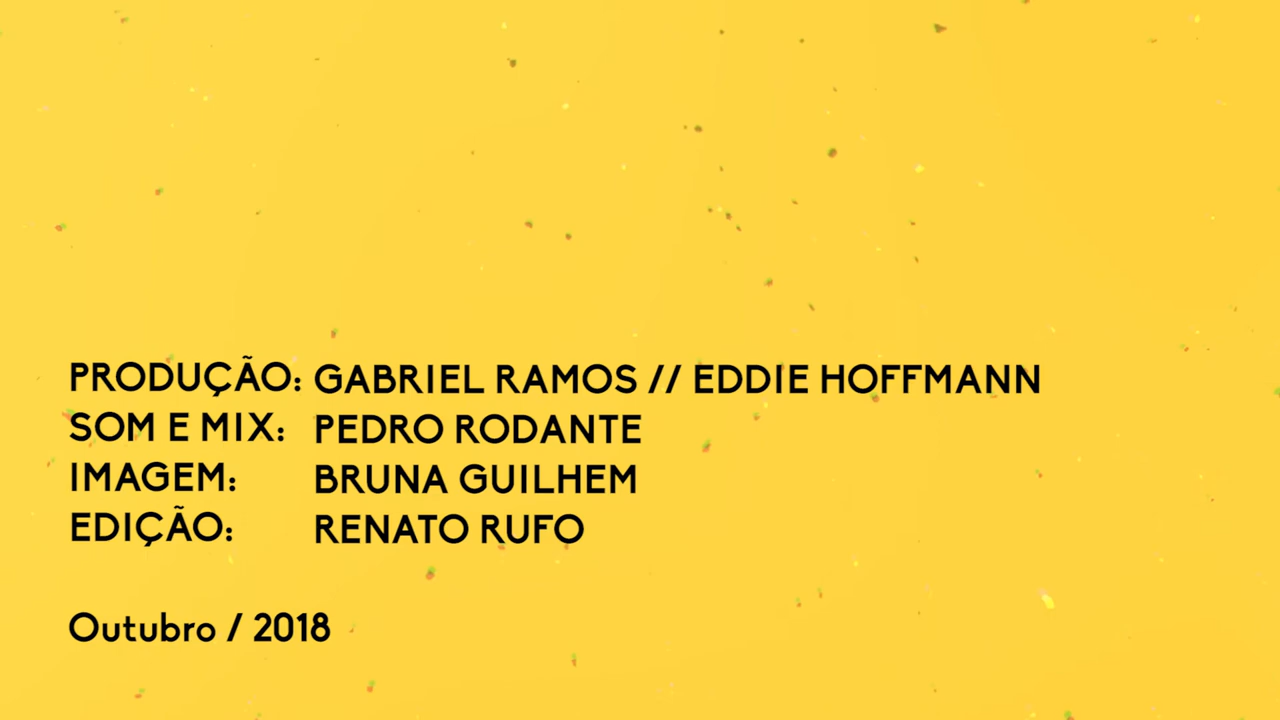 PRODUÇÃO: GABRIEL RAMOS // EDDIE HOFFMANN
SOM E MIX: PEDRO RODANTE
IMAGEM: BRUNA GUILHEM
EDIÇÃO: RENATO RUFO
Outubro / 2018